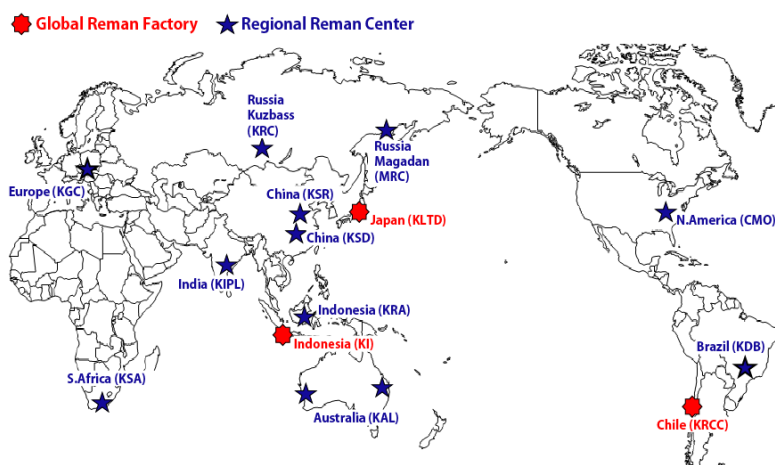 Global Reman Factory
Regional Reman Center
Russia
Kuzbass
(KRC)
Russia
Magadan
(MRC)
Europe (KGC)
China (KSR)
Japan (KLTD)
N.America (CMO)
China (KSD)
India (KIPL)
Indonesia (KRA)
Indonesia (KI)
Brazil (KDB)
S.Africa (KSA)
Australia (KAL)
Chile (KRCC)